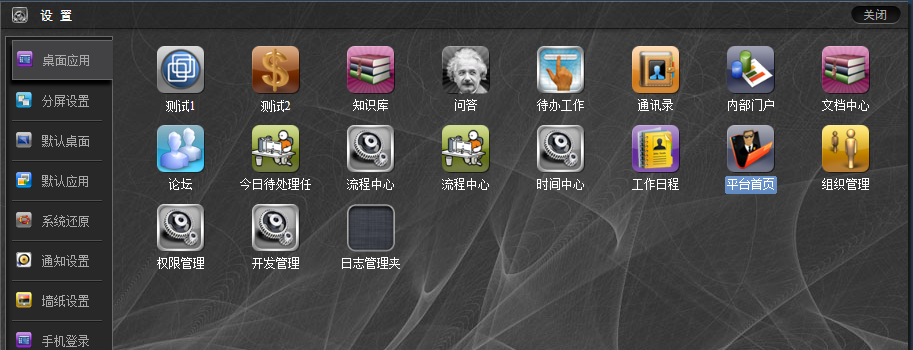 设 置
关闭
桌面应用
分屏设置
默认桌面
默认应用
系统还原
通知设置
墙纸设置
手机登录
测试1
测试2
知识库
问答
待办工作
通讯录
内部门户
文档中心
论坛
今日待处理任
流程中心
流程中心
时间中心
工作日程
平台首页
组织管理
权限管理
开发管理
日志管理夹